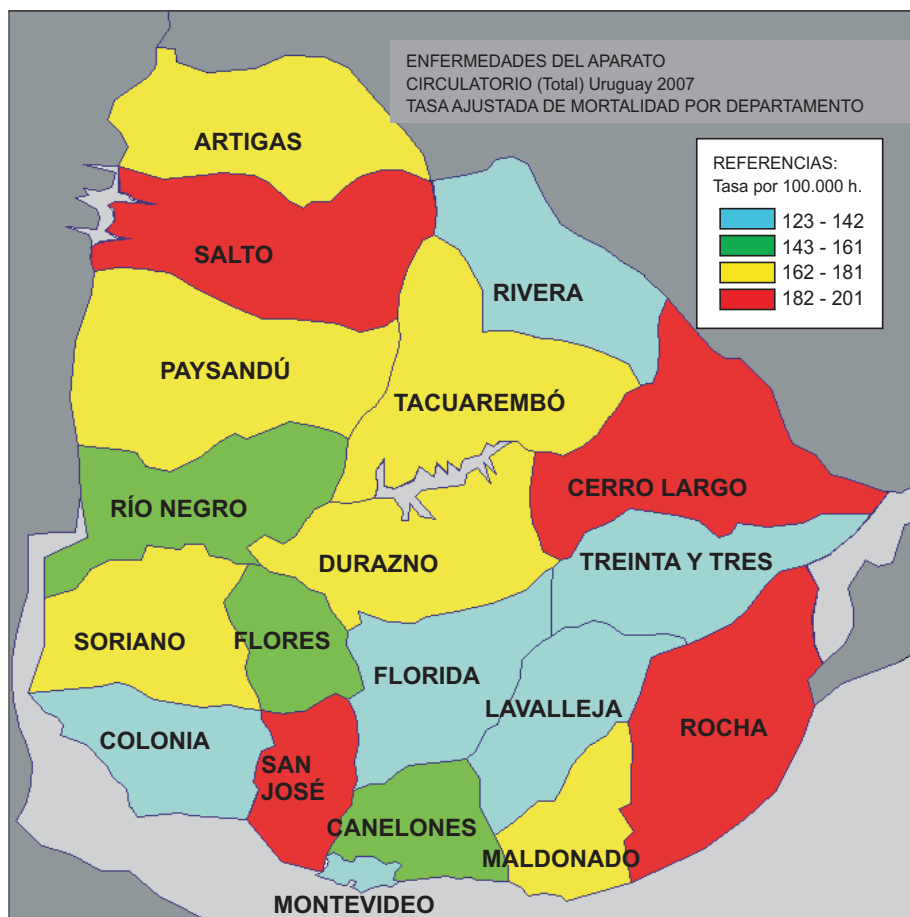 ENFERMEDADES DEL APARATO
CIRCULATORIO (Total) Uruguay 2007
TASA AJUSTADA DE MORTALIDAD POR DEPARTAMENTO
REFERENCIAS:
Tasa por 100.000 h.
123 - 142
143 - 161
162 - 181
182 - 201
ARTIGAS
SALTO
RIVERA
PAYSANDÚ
TACUAREMBÓ
CERRO LARGO
RÍO NEGRO
DURAZNO
TREINTA Y TRES
SORIANO
FLORES
FLORIDA
LAVALLEJA
ROCHA
COLONIA
SAN
JOSÉ
CANELONES
MALDONADO
MONTEVIDEO